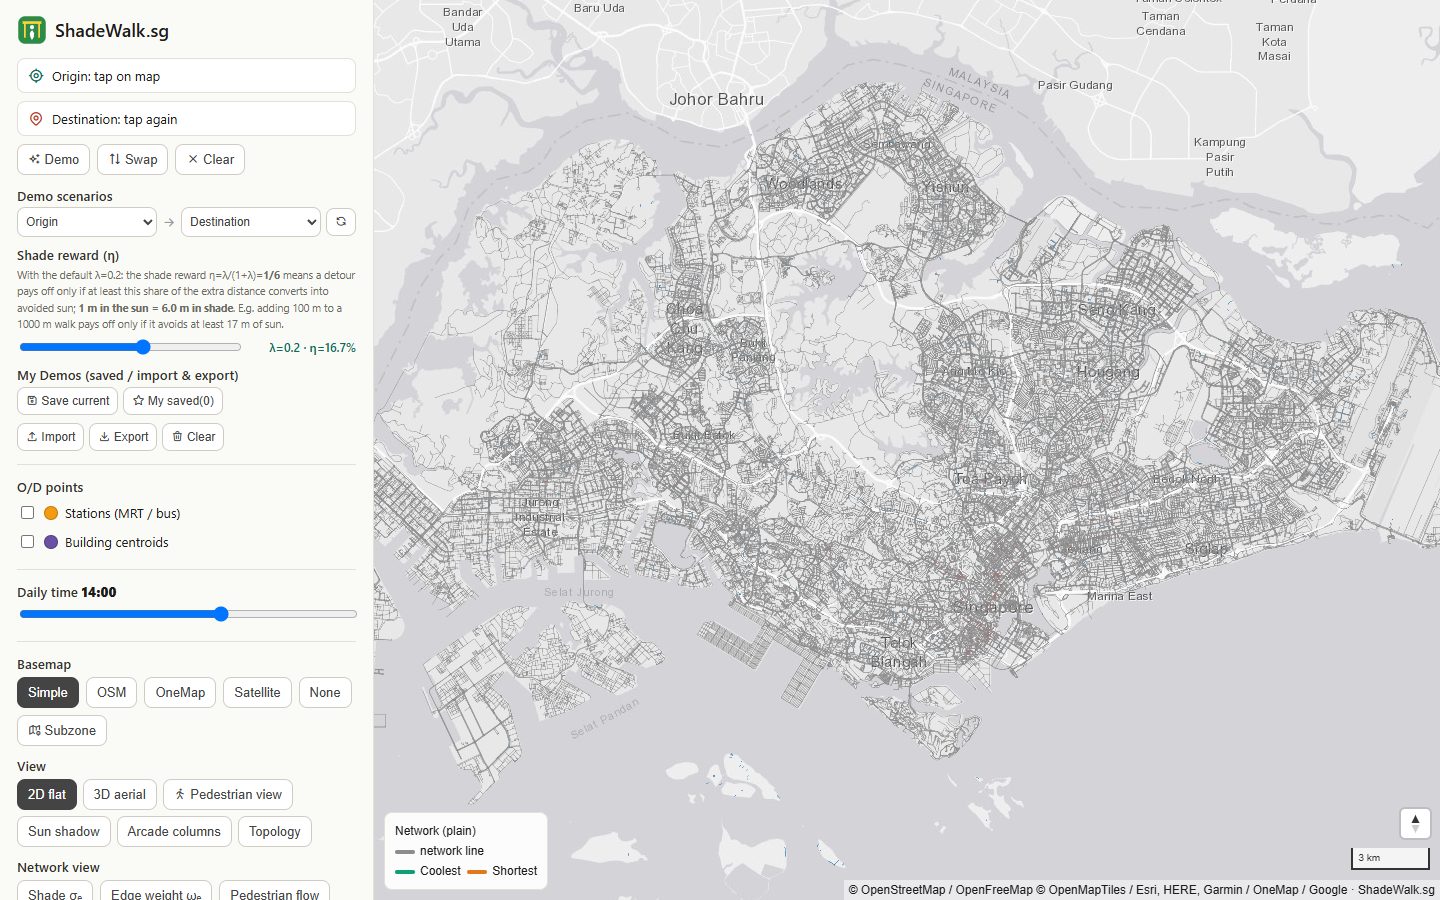 ShadeWalk.sg
Origin: tap on map
Destination: tap again
Demo
Swap
Clear
Demo scenarios
Origin
→
Destination
Shade reward (η)
With the default λ=0.2: the shade reward η=λ/(1+λ)=1/6 means a detour
pays off only if at least this share of the extra distance converts into
avoided sun; 1 m in the sun = 6.0 m in shade. E.g. adding 100 m to a
1000 m walk pays off only if it avoids at least 17 m of sun.
λ=0.2 · η=16.7%
My Demos (saved / import & export)
Save current
My saved(0)
Import
Export
Clear
O/D points
Stations (MRT / bus)
Building centroids
Daily time 14:00
Basemap
Simple
OSM
OneMap
Satellite
None
Subzone
View
2D flat
3D aerial
Pedestrian view
Sun shadow
Arcade columns
Topology
Network view
Shade σe
Edge weight ωe
Pedestrian flow
Bandar
Uda
Utama
Baru Uda
Johor Bahru
MALAYSIA
SINGAPORE
Taman
Cendana
Taman
Kota
Masai
Perdana
Pasir Gudang
Kampung
Pasir
Putih
Sembawang
Woodlands
Yishun
Choa
Chu
Kang
Bukit
Panjang
Seng Kang
Ang Mo Kio
Hougang
Bukit Batok
Toa Payoh
Bedok North
Jurong
Industrial
Estate
Siglap
Selat Jurong
Marina East
Singapore
Telok
Blangah
Selat Pandan
Network (plain)
network line
Coolest
Shortest
3 km
© OpenStreetMap / OpenFreeMap © OpenMapTiles / Esri, HERE, Garmin / OneMap / Google · ShadeWalk.sg